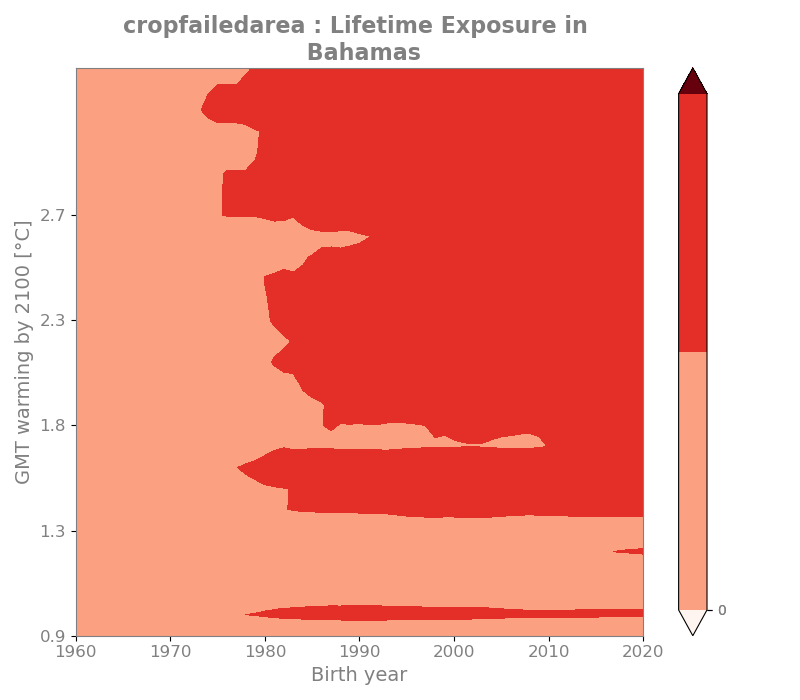 cropfailedarea : Lifetime Exposure in
Bahamas
GMT warming by 2100 [°C]
2.7
2.3
1.8
1.3
0.9
1960 1970 1980 1990 2000 2010 2020
Birth year
0